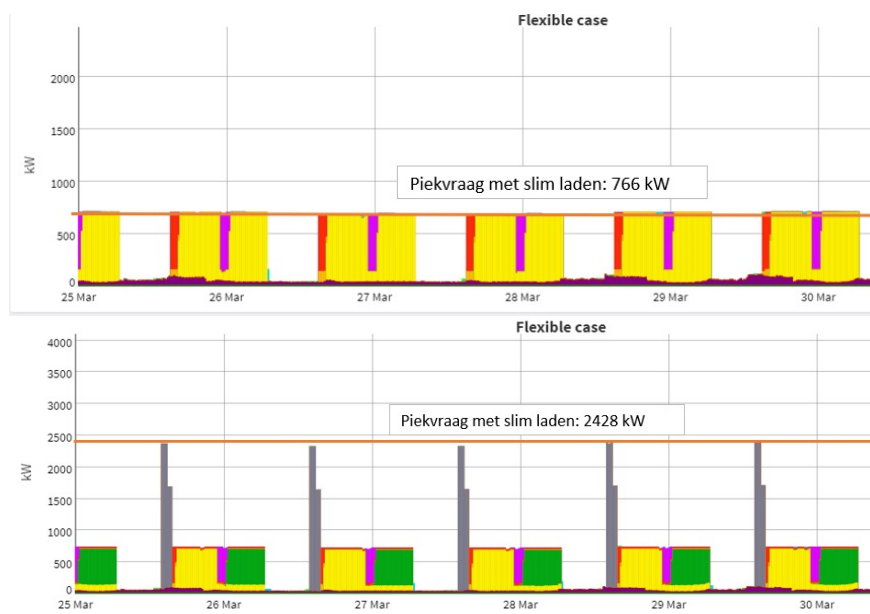 Flexible case
2000
1500
kW
1000
Piekvraag met slim laden: 766 kW
500
0
25 Mar 26 Mar 27 Mar 28 Mar 29 Mar 30 Mar
Flexible case
4000
3500
3000
Piekvraag met slim laden: 2428 kW
2500
kW
2000
1500
1000
500
0
25 Mar 26 Mar 27 Mar 28 Mar 29 Mar 30 Mar